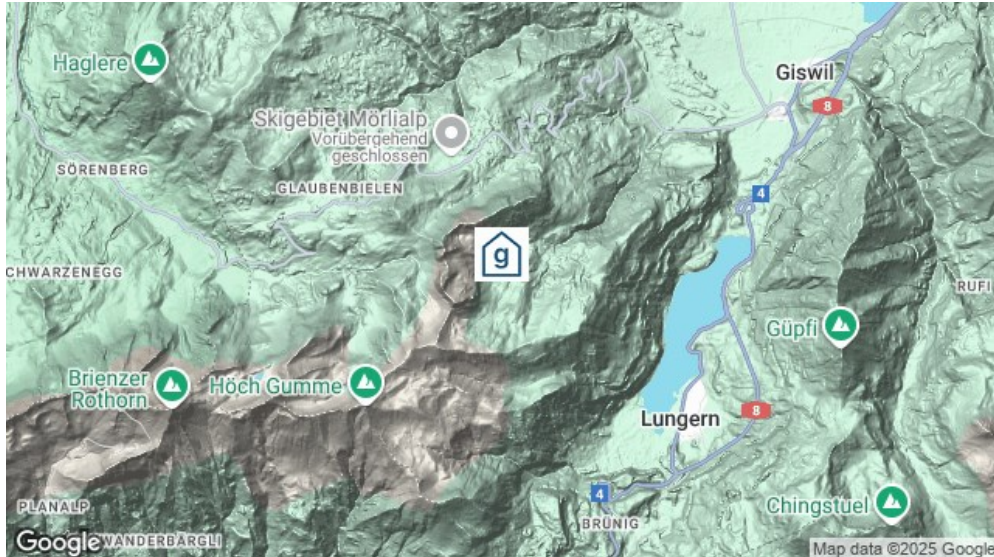 Haglere
Giswil
8
Skigebiet Mörlialp
Vorübergehend
geschlossen
SÖRENBERG
GLAUBENBIELEN
4
g
CHWARZENEGG
RUFI
Güpfi
Brienzer
Rothorn
Höch Gumme
Lungern
8
4
PLANALP
Chingstuel
BRÜNIG
Google
WANDERBÄRGLI
Map data ©2025 Google